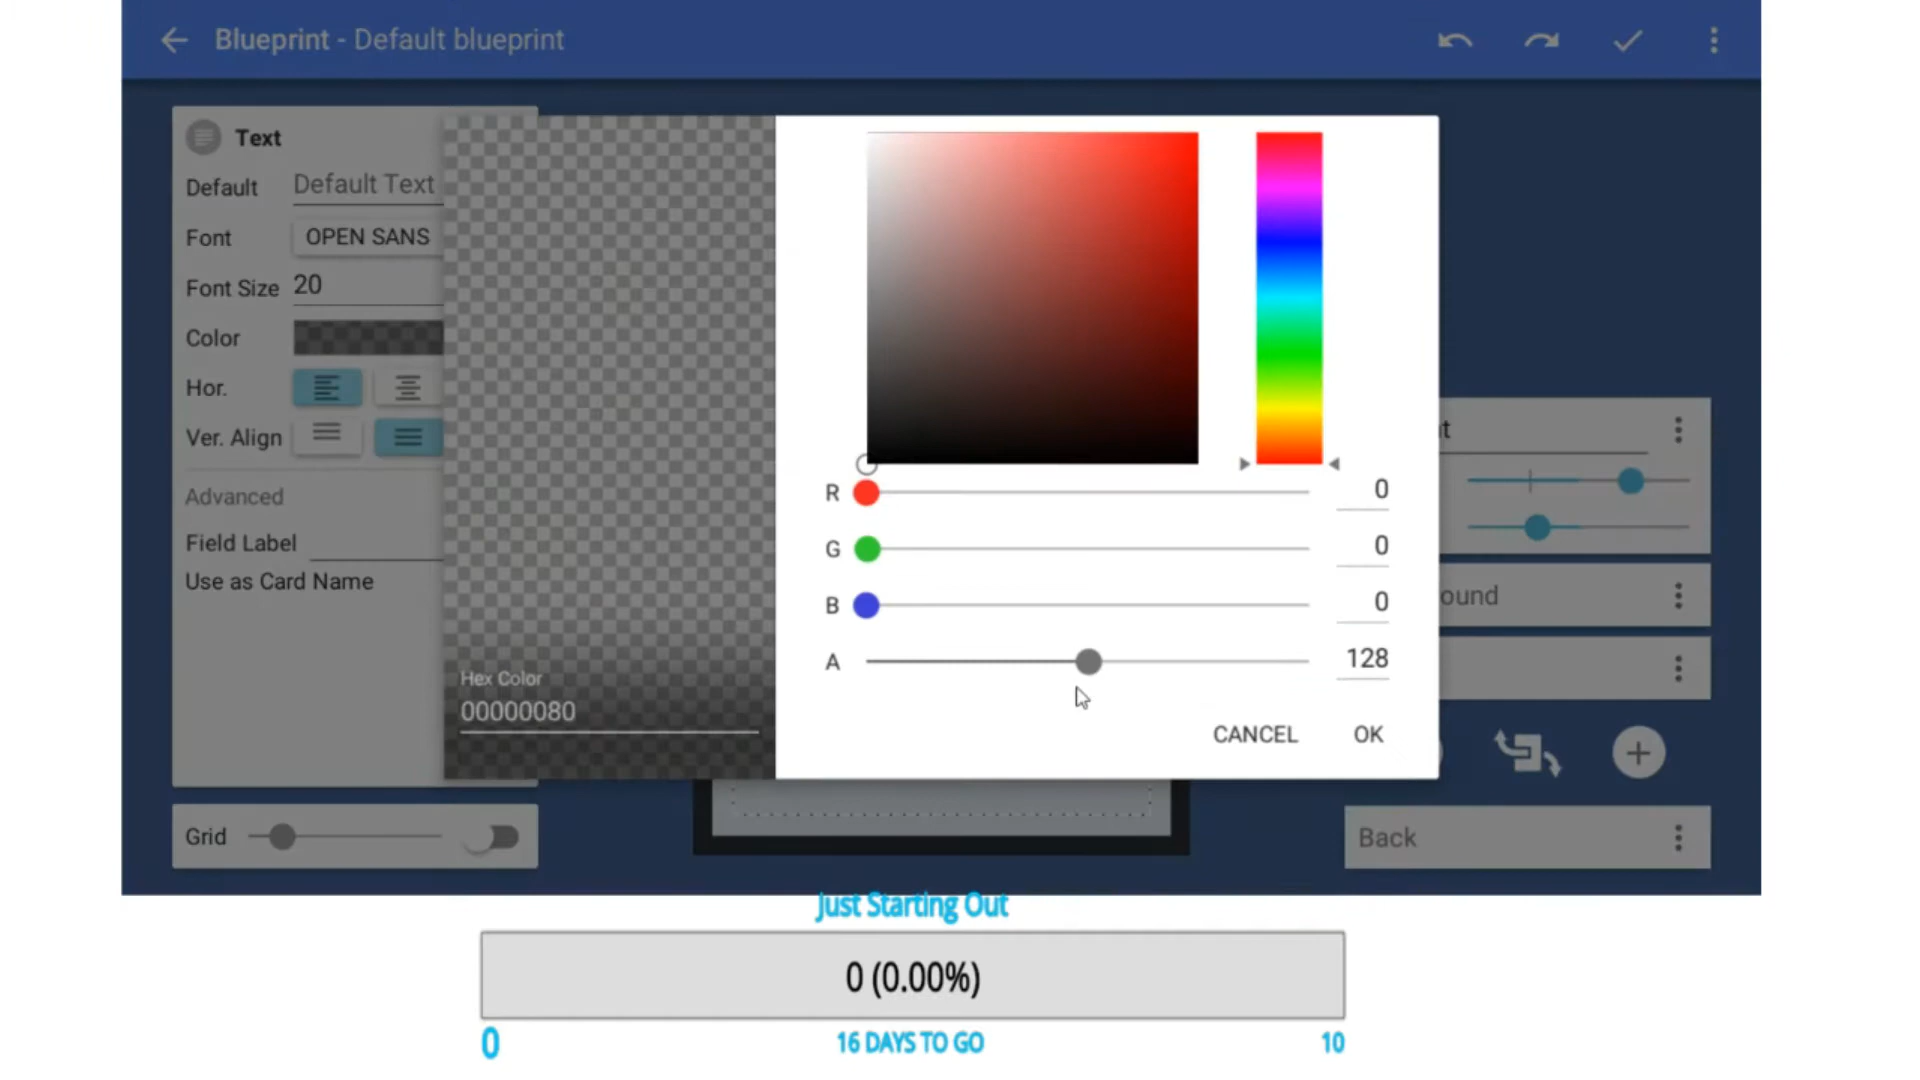 Blueprint - Default blueprint
Text
Default Default Text
Font OPEN SANS
Font Size 20
Color
Hor.
Ver. Align
Advanced
Field Label
Use as Card Name
Grid
Hex Color
00000080
R 0
G 0
B 0
A 128
CANCEL OK
ound
Back
Just Starting Out
0 (0.00%)
0 16 DAYS TO GO 10